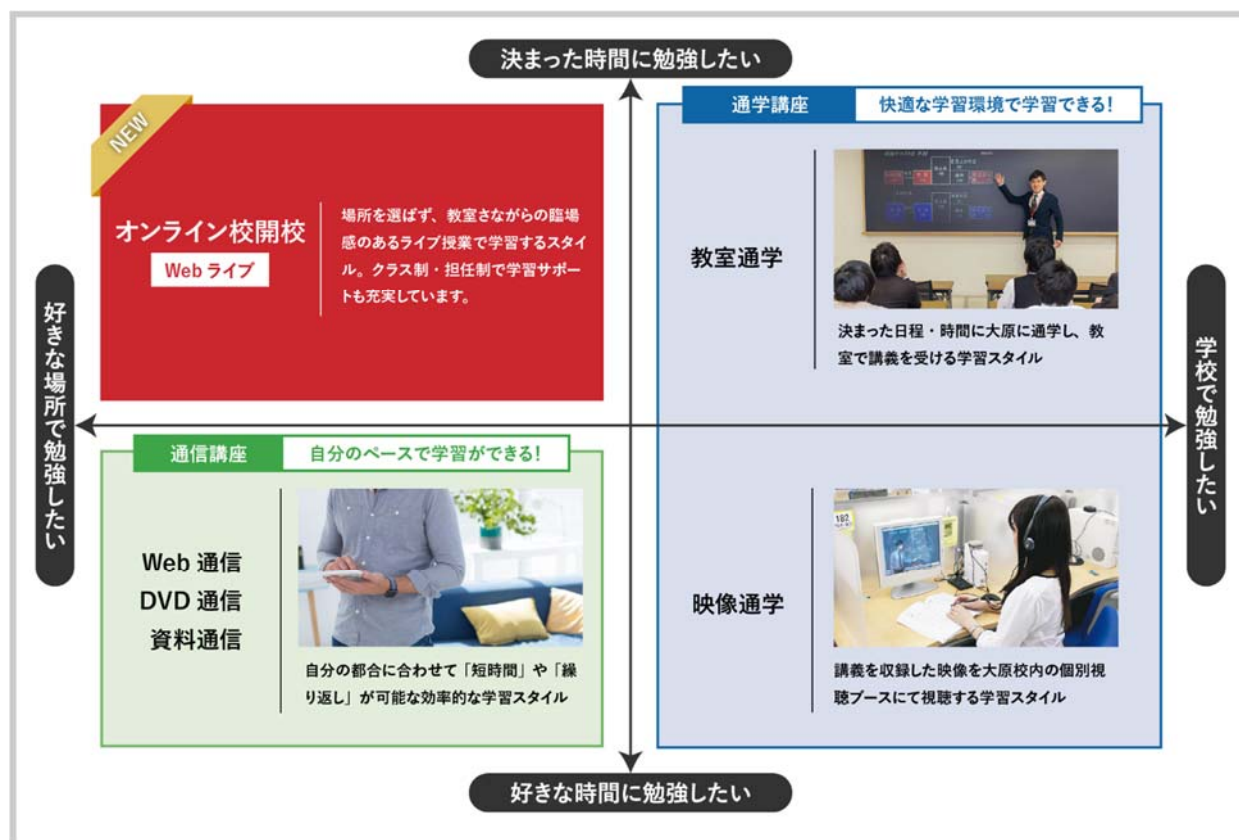 決まった時間に勉強したい
NEW
オンライン校開校
Web ライブ
場所を選ばず、教室さながらの臨場
感のあるライブ授業で学習するスタイ
ル。クラス制・担任制で学習サポー
トも充実しています。
通学講座
快適な学習環境で学習できる!
教室通学
決まった日程・時間に大原に通学し、教
室で講義を受ける学習スタイル
好きな場所で勉強したい
学校で勉強したい
通信講座
自分のペースで学習ができる!
Web 通信
DVD 通信
資料通信
自分の都合に合わせて「短時間」や「繰
り返し」が可能な効率的な学習スタイル
映像通学
182
講義を収録した映像を大原校内の個別視
聴ブースにて視聴する学習スタイル
好きな時間に勉強したい